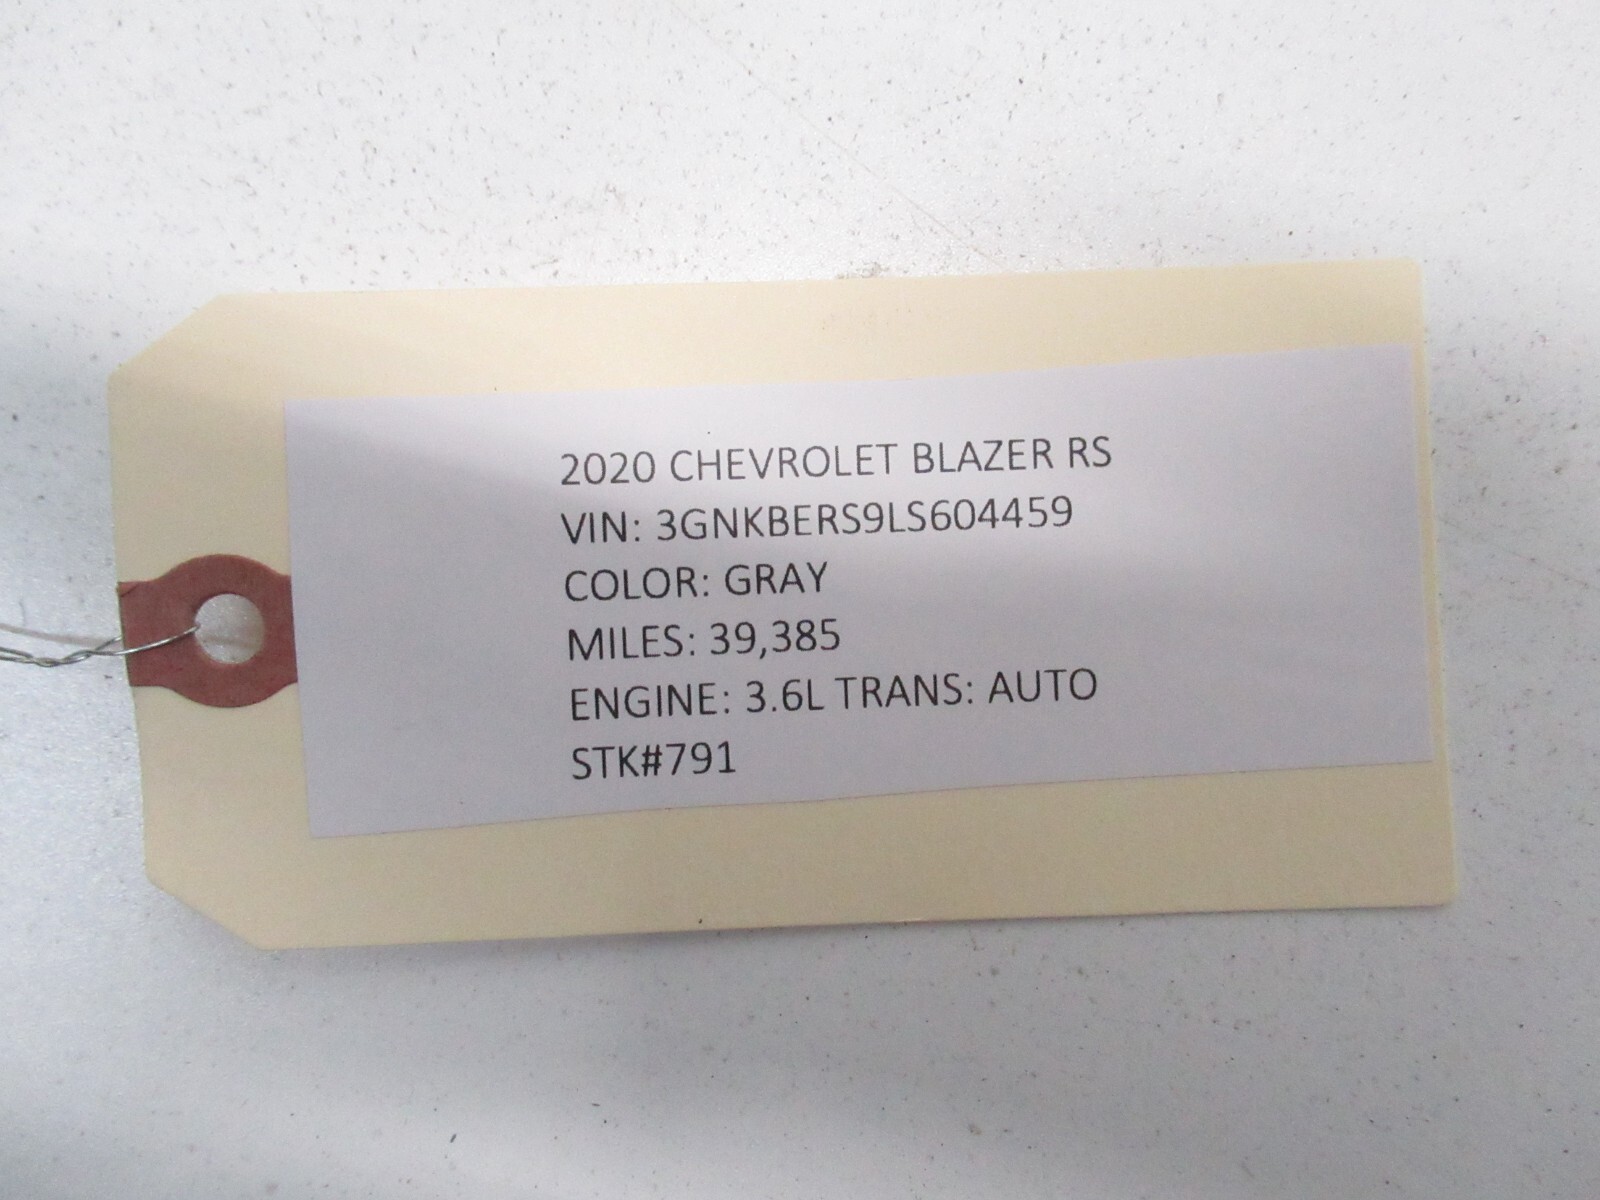 2020 CHEVROLET BLAZER RS
VIN: 3GNKBERS9LS604459
COLOR: GRAY
MILES: 39,385
ENGINE: 3.6L TRANS: AUTO
STK#791